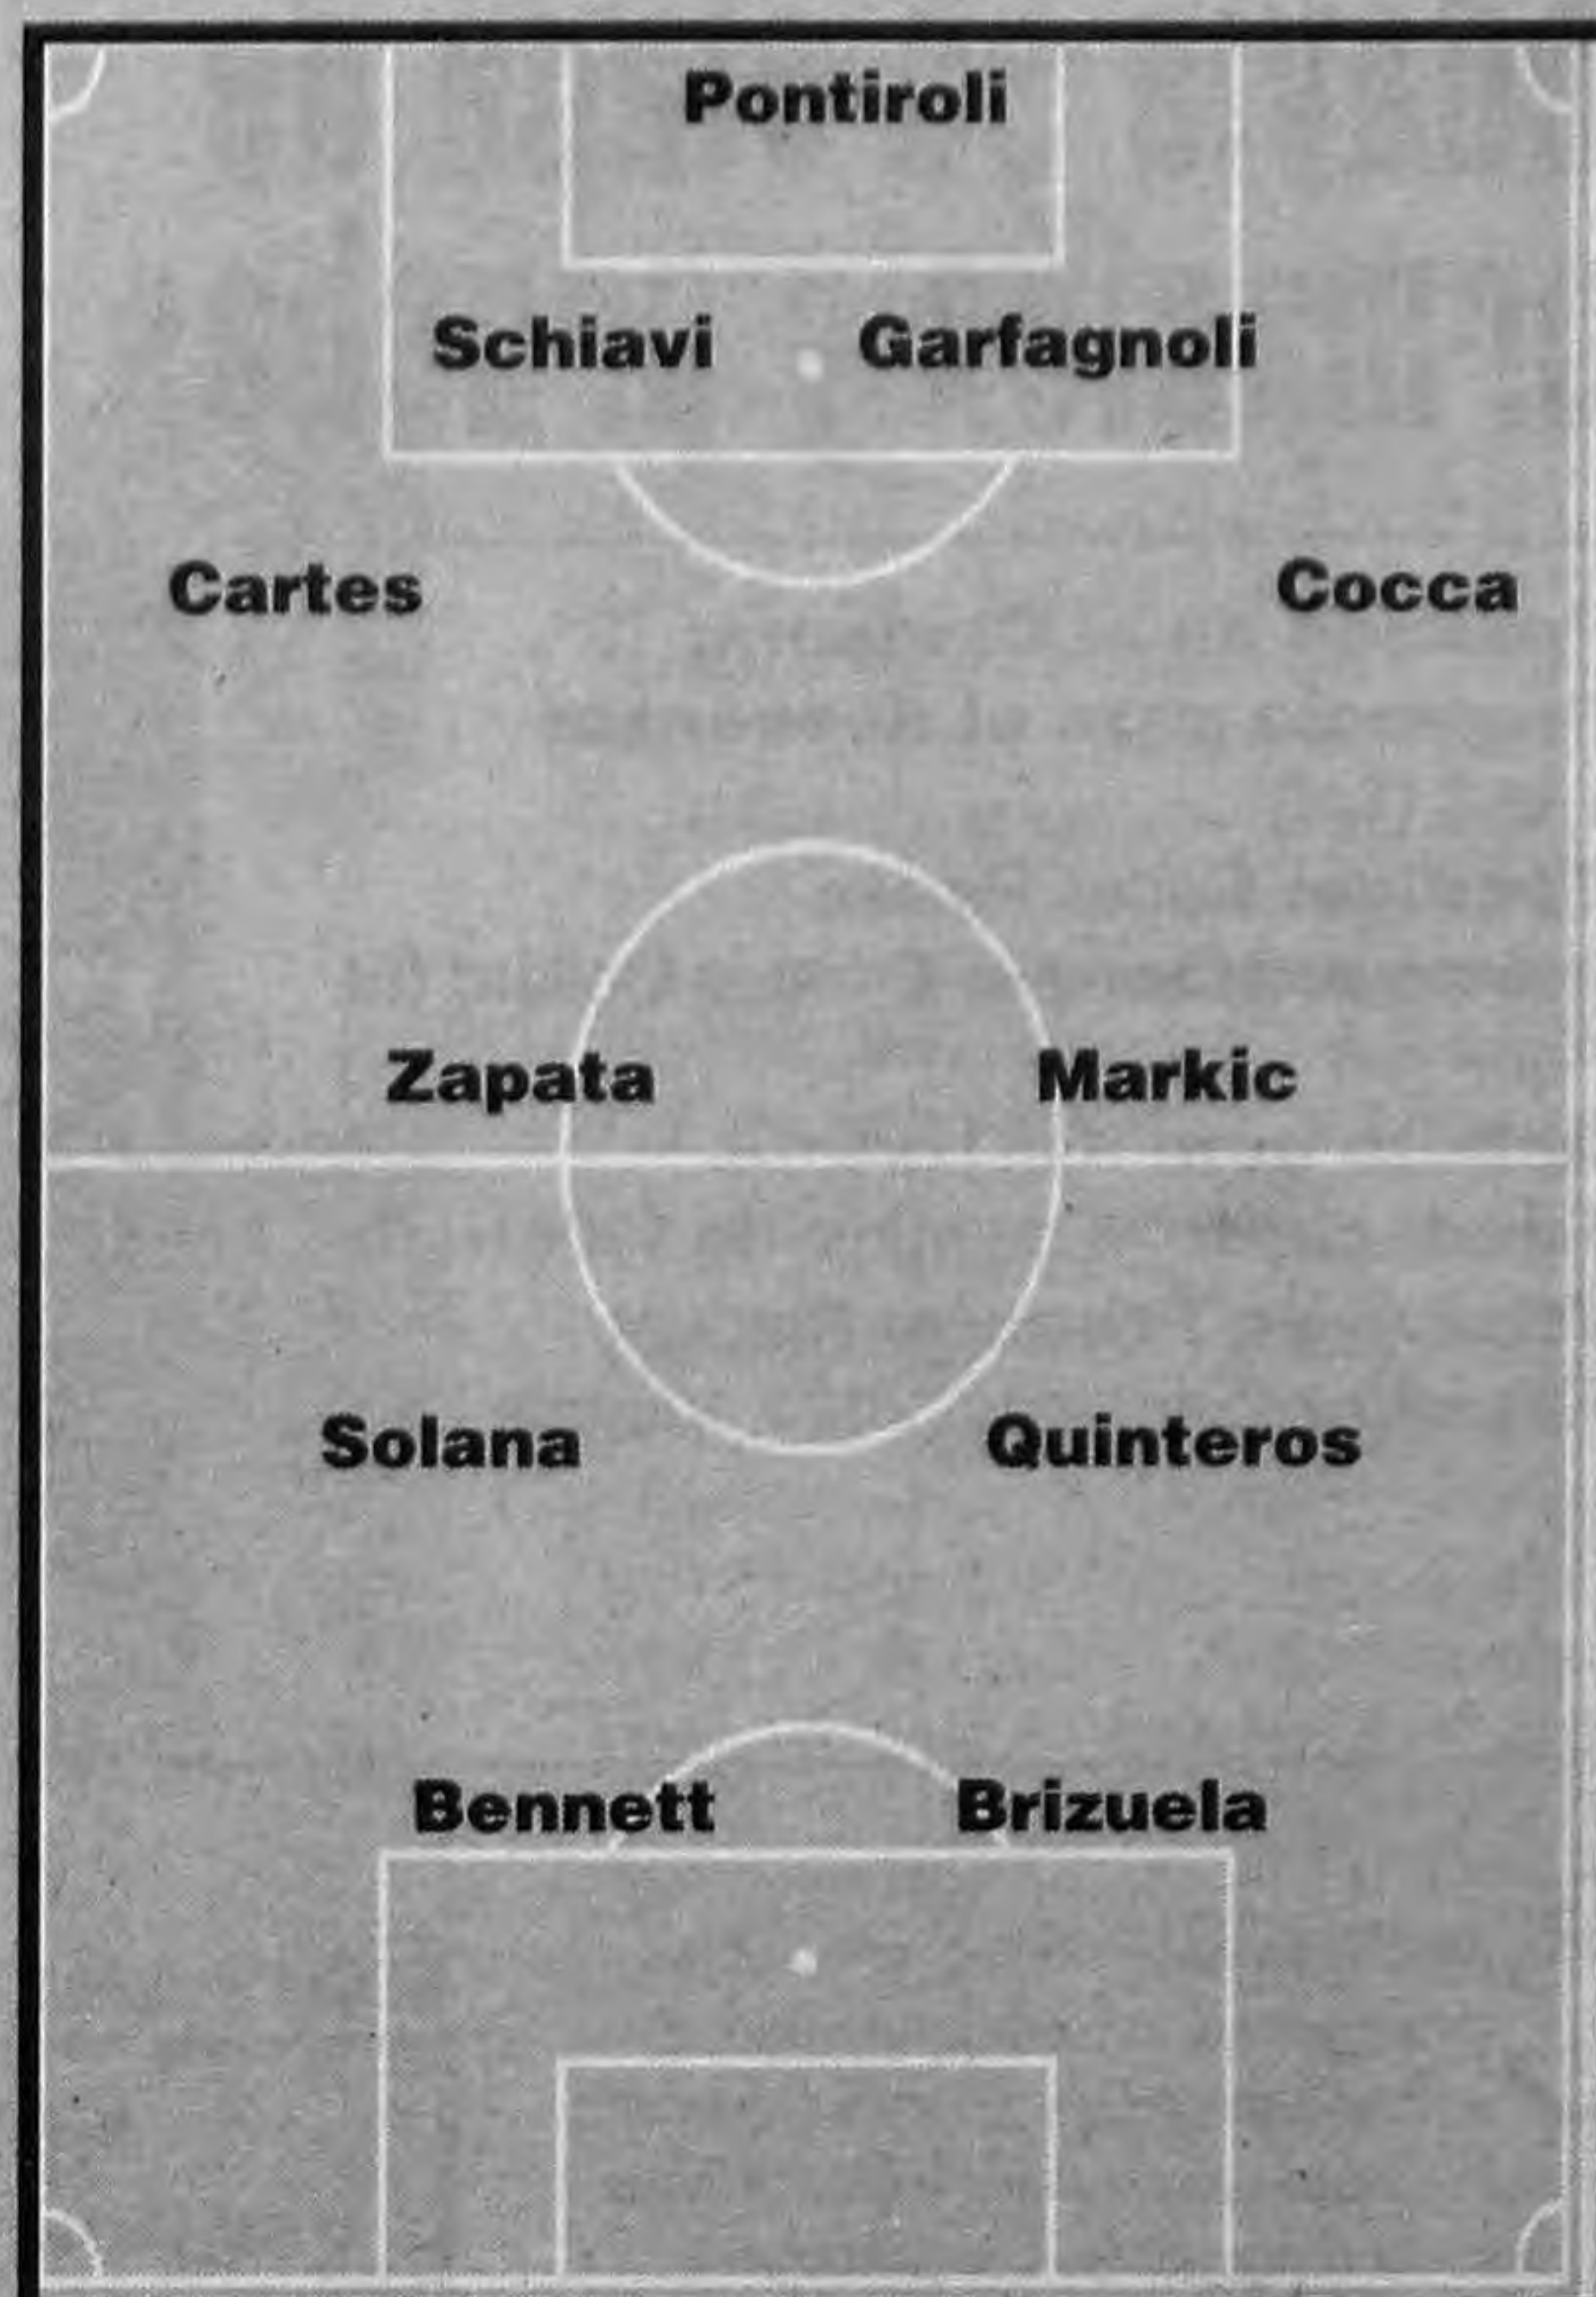 Pontiroli
Schiavi Garfagnoli
Cartes Cocca
Zapata Markic
Solana Quinteros
Bennett Brizuela